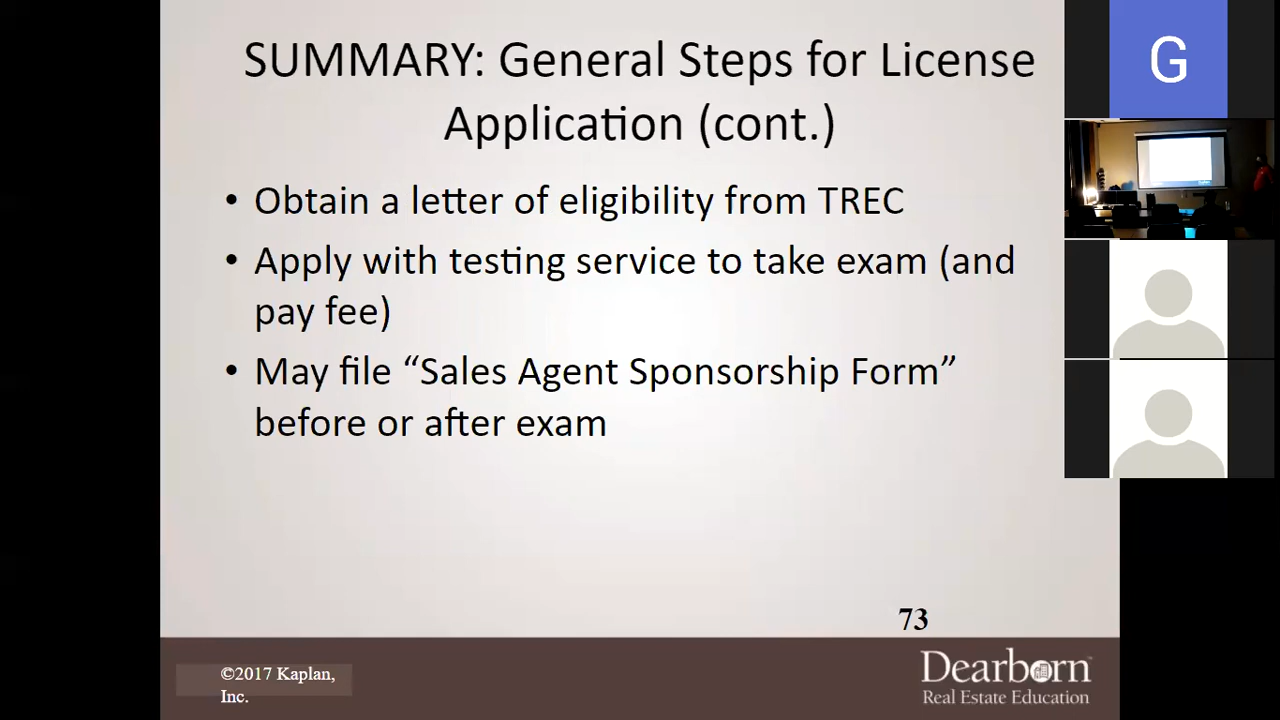 SUMMARY: General Steps for License
Application (cont.)
• Obtain a letter of eligibility from TREC
• Apply with testing service to take exam (and
pay fee)
• May file “Sales Agent Sponsorship Form”
before or after exam
73
©2017 Kaplan,
Inc.
Dearborn
Real Estate Education
G